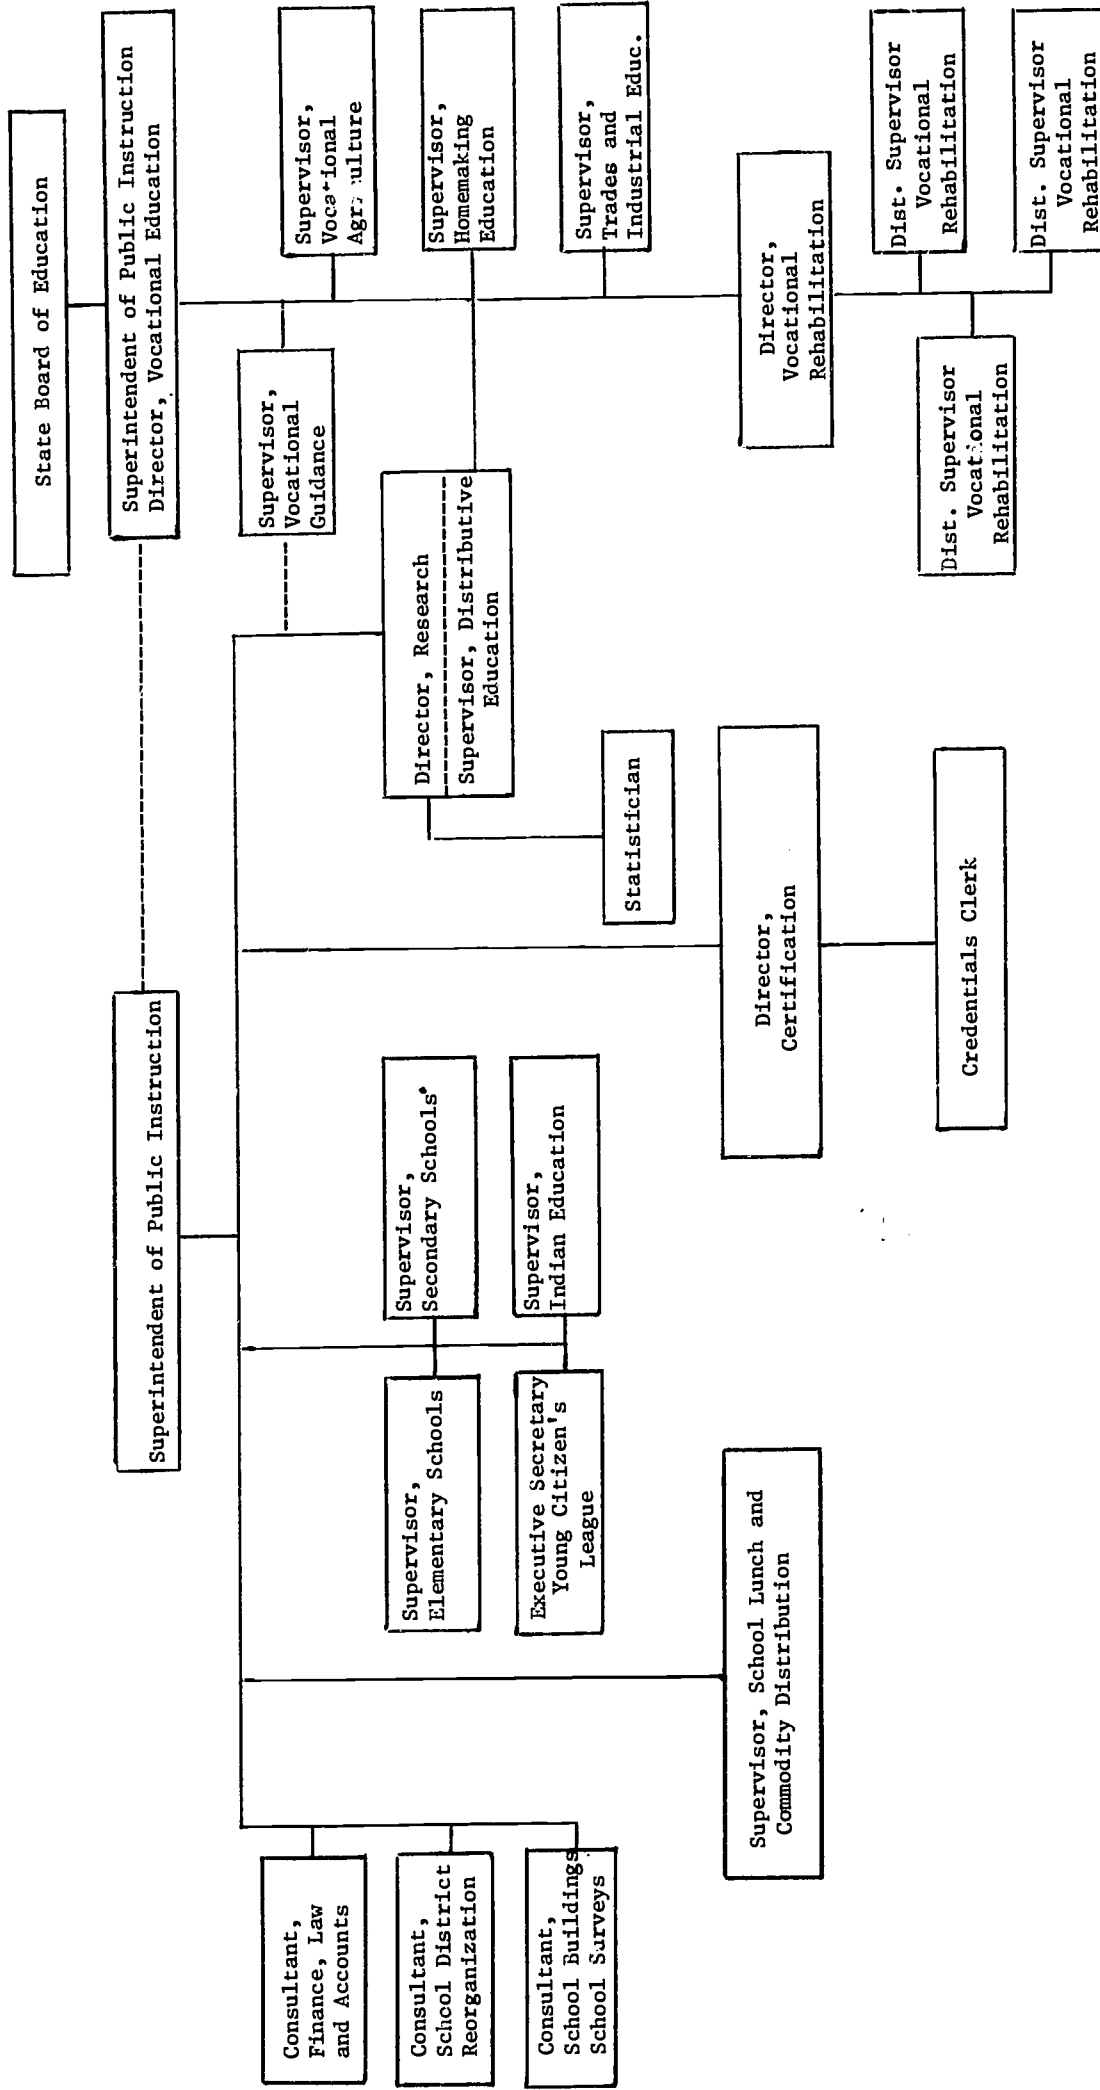 State Board of Education
Superintendent of Public Instruction
Superintendent of Public Instruction
Director, Vocational Education
Consultant,
Finance, Law
and Accounts
Consultant,
School District
Reorganization
Consultant,
School Buildings
School Surveys
Supervisor, School Lunch and
Commodity Distribution
Supervisor,
Elementary Schools
Supervisor,
Secondary Schools
Executive Secretary
Young Citizen's
League
Supervisor,
Indian Education
Director,
Certification
Credentials Clerk
Director, Research
Supervisor, Distributive
Education
Statistician
Supervisor,
Vocational
Guidance
Supervisor,
Vocational
Agriculture
Supervisor,
Homemaking
Education
Supervisor,
Trades and
Industrial Educ.
Director,
Vocational
Rehabilitation
Dist. Supervisor
Vocational
Rehabilitation
Dist. Supervisor
Vocational
Rehabilitation
Dist. Supervisor
Vocational
Rehabilitation